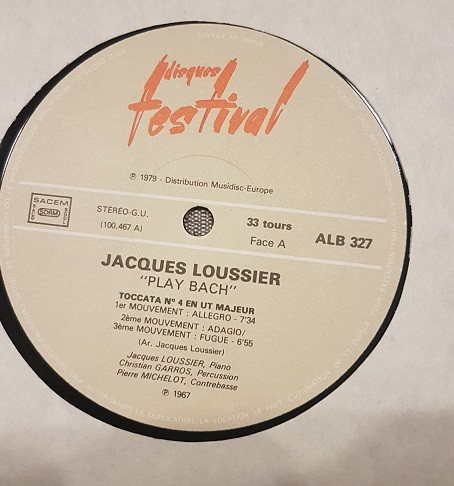 disques
festival
℗ 1979 - Distribution Musidisc-Europe
SACEM
SDRM
STÉRÉO-G.U.
(100.467 A)
33 tours
Face A
ALB 327
JACQUES LOUSSIER
"PLAY BACH"
TOCCATA Nº 4 EN UT MAJEUR
1er MOUVEMENT : ALLEGRO - 7'34
2ème MOUVEMENT : ADAGIO/
3ème MOUVEMENT : FUGUE - 6'55
(Ar. Jacques Loussier)
Jacques LOUSSIER, Piano
Christian GARROS, Percussion
Pierre MICHELOT, Contrebasse
℗ 1967